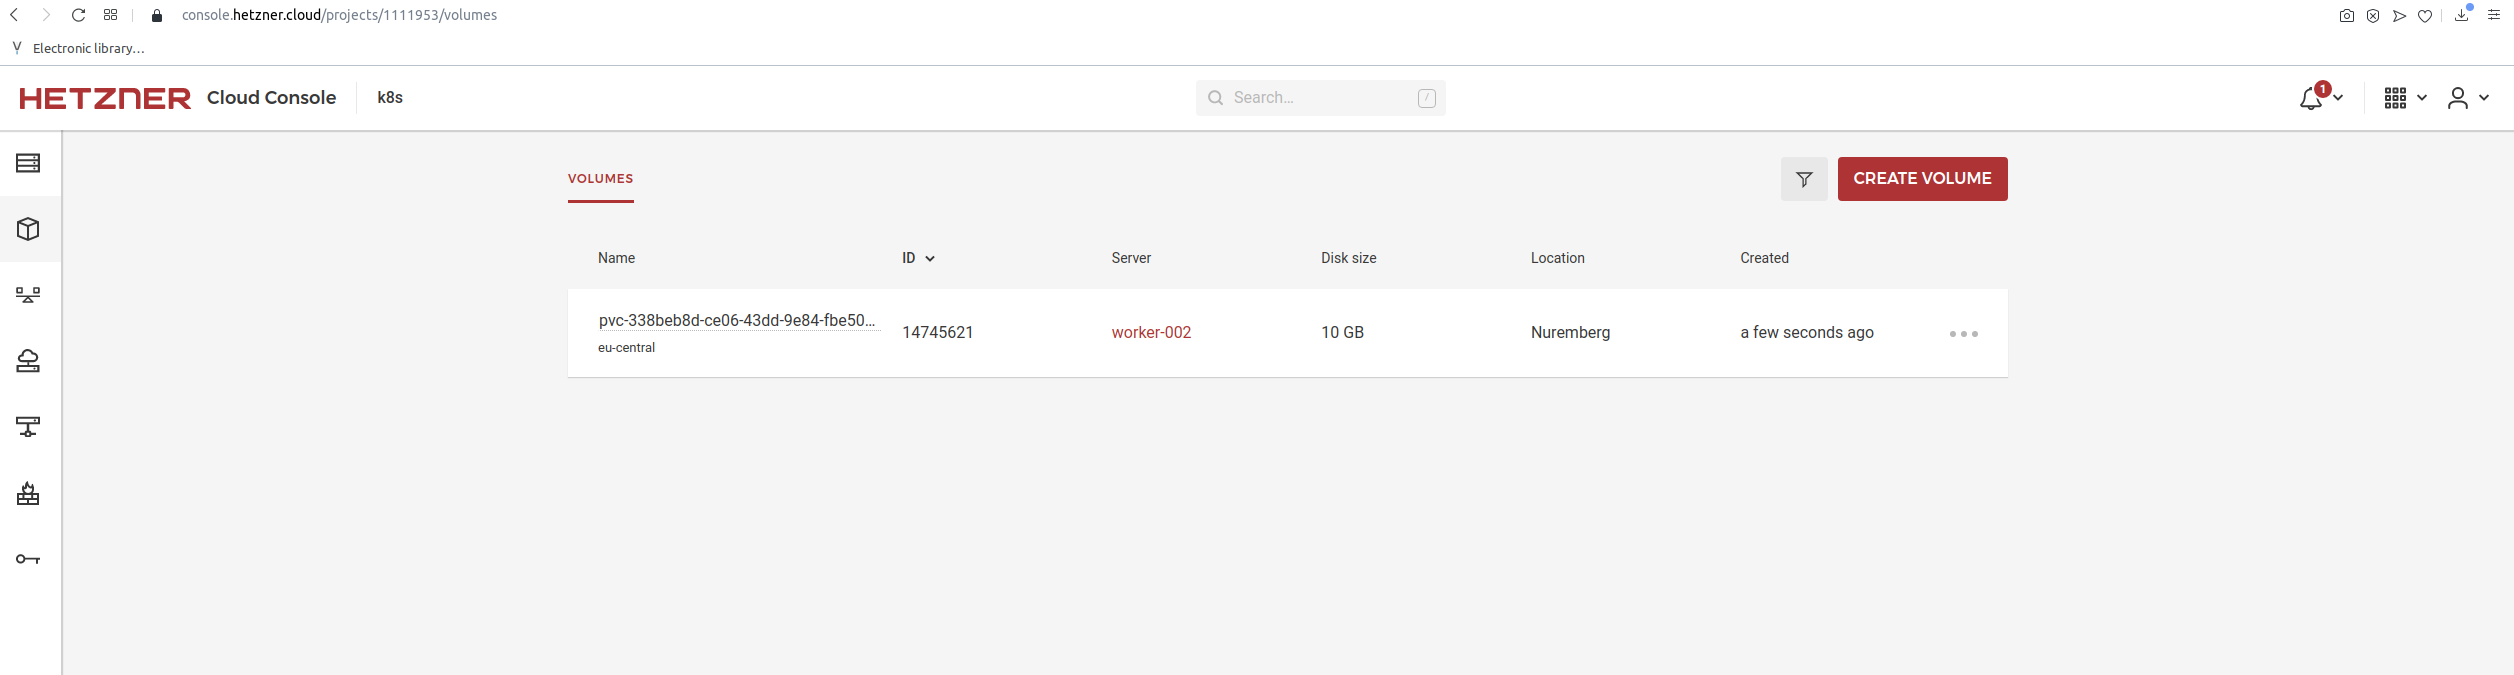 console.hetzner.cloud/projects/1111953/volumes
Electronic library...
HETZNER Cloud Console k8s Search... / 1
VOLUMES CREATE VOLUME
Name ID Server Disk size Location Created
pvc-338beb8d-ce06-43dd-9e84-fbe50... 14745621 worker-002 10 GB Nuremberg a few seconds ago
eu-central